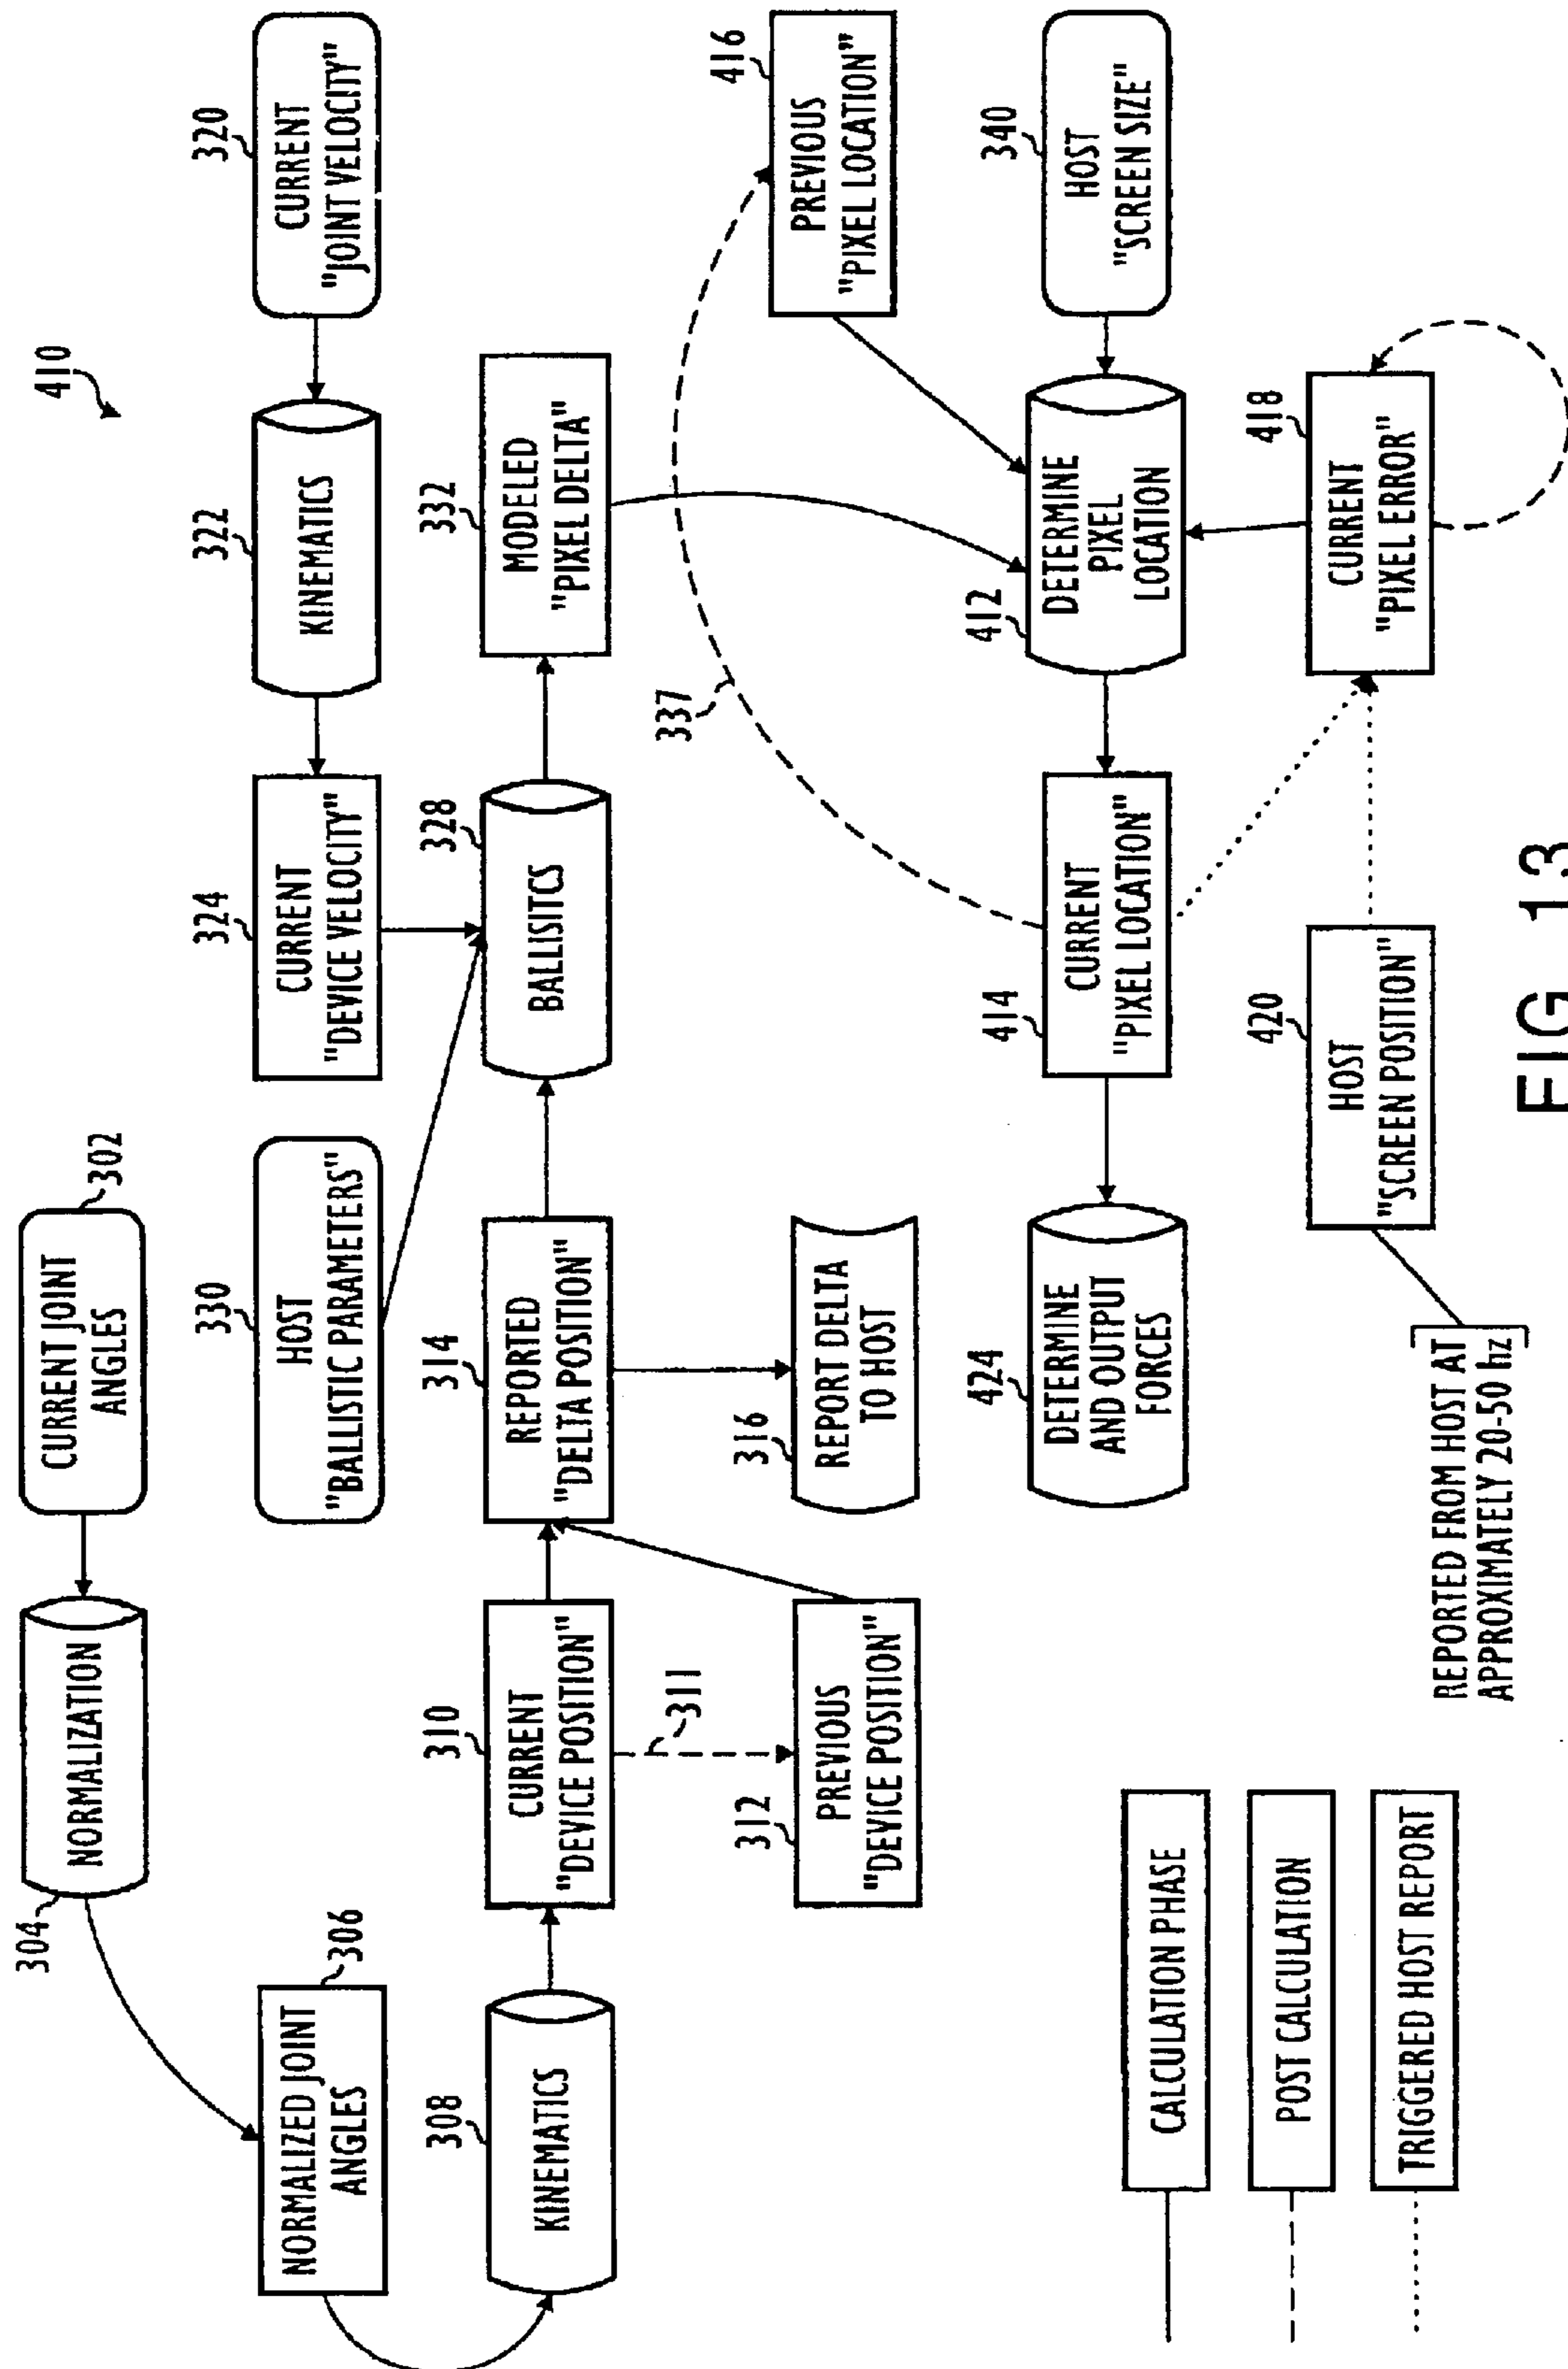 410
CURRENT JOINT
ANGLES
302
NORMALIZATION
304
NORMALIZED JOINT
ANGLES
306
CURRENT
"JOINT VELOCITY"
320
KINEMATICS
322
CURRENT
"DEVICE VELOCITY"
324
HOST
"BALLISTIC PARAMETERS"
330
KINEMATICS
308
CURRENT
"DEVICE POSITION"
310
311
PREVIOUS
"DEVICE POSITION"
312
REPORTED
"DELTA POSITION"
314
REPORT DELTA
TO HOST
316
BALLISITCS
328
MODELED
"PIXEL DELTA"
332
337
PREVIOUS
"PIXEL LOCATION"
416
HOST
"SCREEN SIZE"
340
DETERMINE
PIXEL
LOCATION
412
CURRENT
"PIXEL LOCATION"
414
DETERMINE
AND OUTPUT
FORCES
424
CURRENT
"PIXEL ERROR"
418
HOST
"SCREEN POSITION"
420
REPORTED FROM HOST AT
APPROXIMATELY 20-50 hz
CALCULATION PHASE
POST CALCULATION
TRIGGERED HOST REPORT
FIG. 13